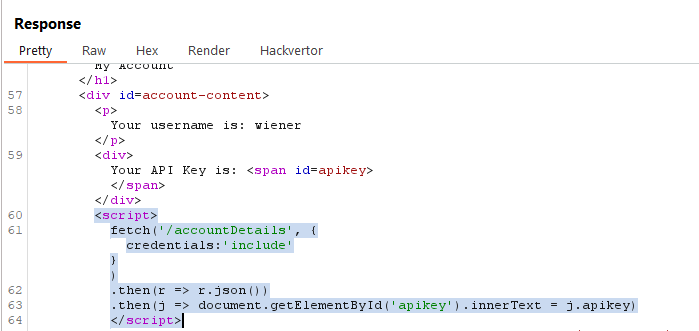 Response
Pretty Raw Hex Render Hackvertor
My Account
</h1>
57 <div id=account-content>
58 <p>
Your username is: wiener
</p>
59 <div>
Your API Key is: <span id=apikey>
</span>
</div>
60 <script>
61 fetch('/accountDetails', {
credentials:'include'
}
)
62 .then(r => r.json())
63 .then(j => document.getElementById('apikey').innerText = j.apikey)
64 </script>